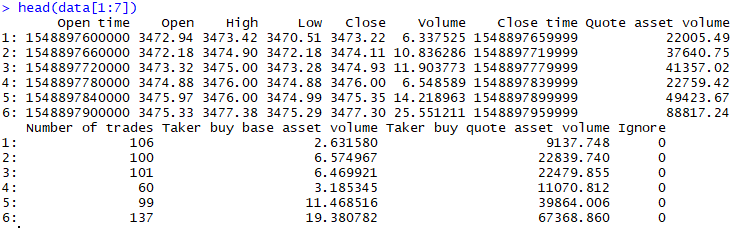 > head(data[1:7])
Open time Open High Low Close Volume Close time Quote asset volume
1: 1548897600000 3472.94 3473.42 3470.51 3473.22 6.337525 1548897659999 22005.49
2: 1548897660000 3472.18 3474.90 3472.18 3474.11 10.836286 1548897719999 37640.75
3: 1548897720000 3473.32 3475.00 3473.28 3474.93 11.903773 1548897779999 41357.02
4: 1548897780000 3474.88 3476.00 3474.88 3476.00 6.548589 1548897839999 22759.42
5: 1548897840000 3475.97 3476.00 3474.99 3475.35 14.218963 1548897899999 49423.67
6: 1548897900000 3475.33 3477.38 3475.29 3477.30 25.551211 1548897959999 88817.24
Number of trades Taker buy base asset volume Taker buy quote asset volume Ignore
1: 106 2.631580 9137.748 0
2: 100 6.574967 22839.740 0
3: 101 6.469921 22479.855 0
4: 60 3.185345 11070.812 0
5: 99 11.468516 39864.006 0
6: 137 19.380782 67368.860 0